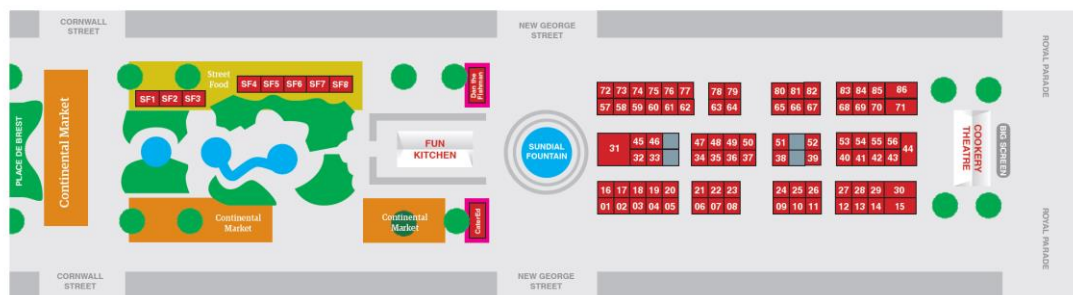 CORNWALL
STREET
NEW GEORGE
STREET
ROYAL PARADE
PLACE DE BREST
Continental Market
Street
Food
SF1 SF2 SF3
SF4 SF5 SF6 SF7 SF8
Dan the
Fishman
FUN
KITCHEN
SUNDIAL
FOUNTAIN
72 73 74 75 76 77
57 58 59 60 61 62
78 79
63 64
80 81 82
65 66 67
83 84 85 86
68 69 70 71
31
45 46
32 33
47 48 49 50
34 35 36 37
51 52
38 39
53 54 55 56
40 41 42 43
44
16 17 18 19 20
01 02 03 04 05
21 22 23
06 07 08
24 25 26
09 10 11
27 28 29 30
12 13 14 15
COOKERY
THEATRE
BIG SCREEN
Continental
Market
Continental
Market
CaterEd
CORNWALL
STREET
NEW GEORGE
STREET
ROYAL PARADE